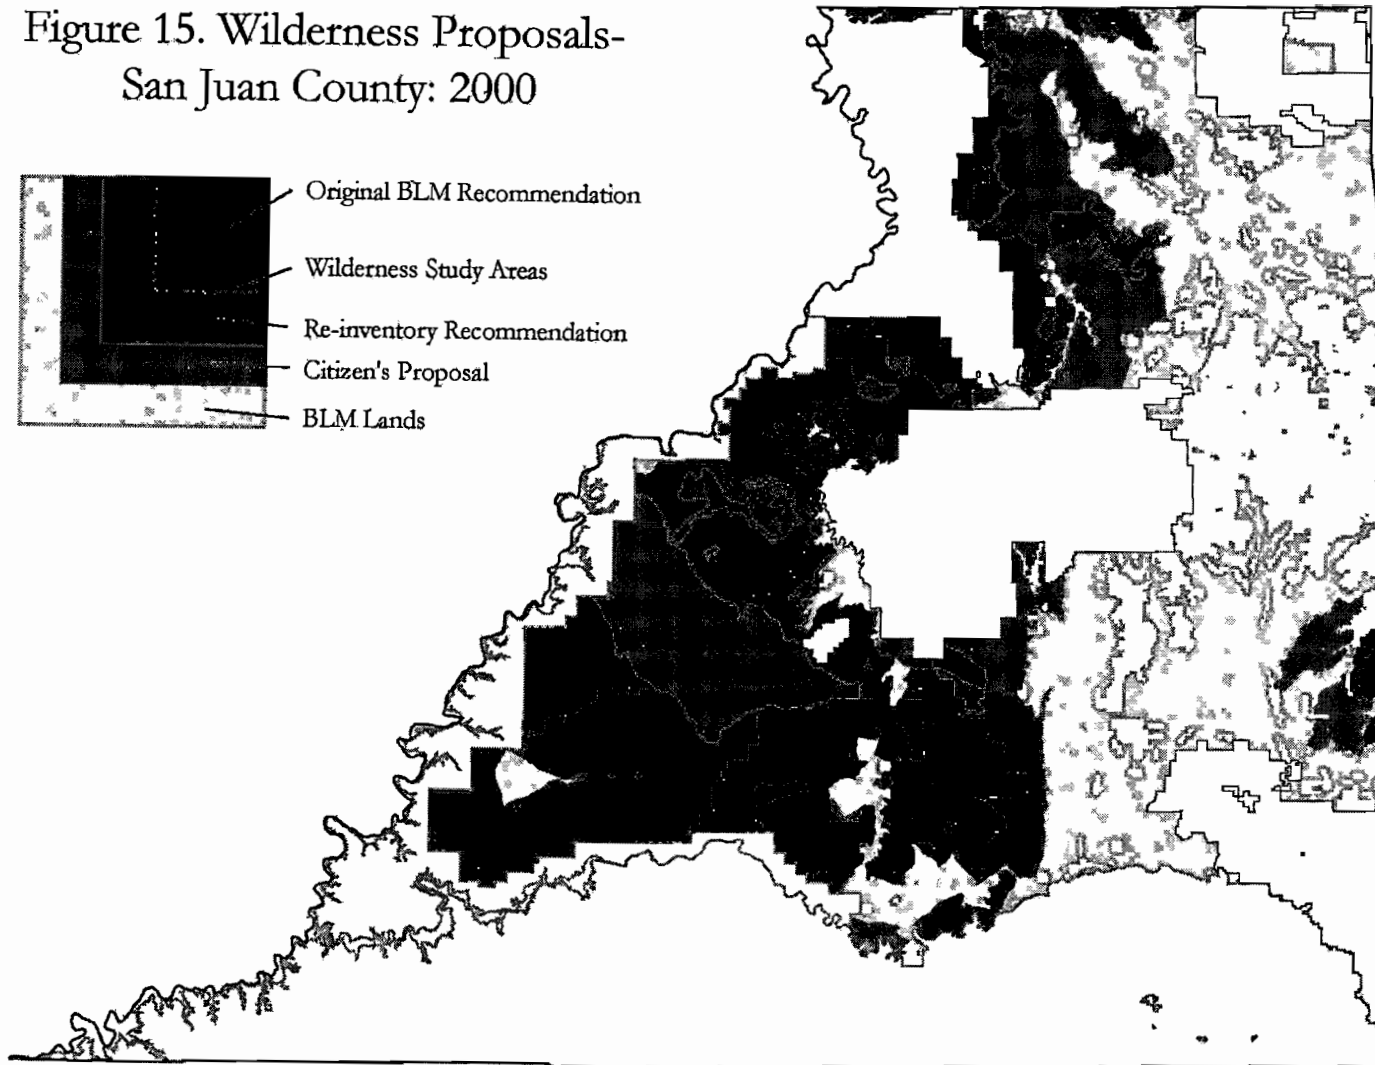 Figure 15. Wilderness Proposals-
San Juan County: 2000
Original BLM Recommendation
Wilderness Study Areas
Re-inventory Recommendation
Citizen's Proposal
BLM Lands